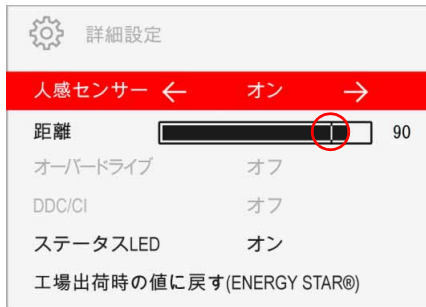 詳細設定
人感センサー ← オン →
距離 90
オーバードライブ オフ
DDC/CI オフ
ステータスLED オン
工場出荷時の値に戻す(ENERGY STAR®)